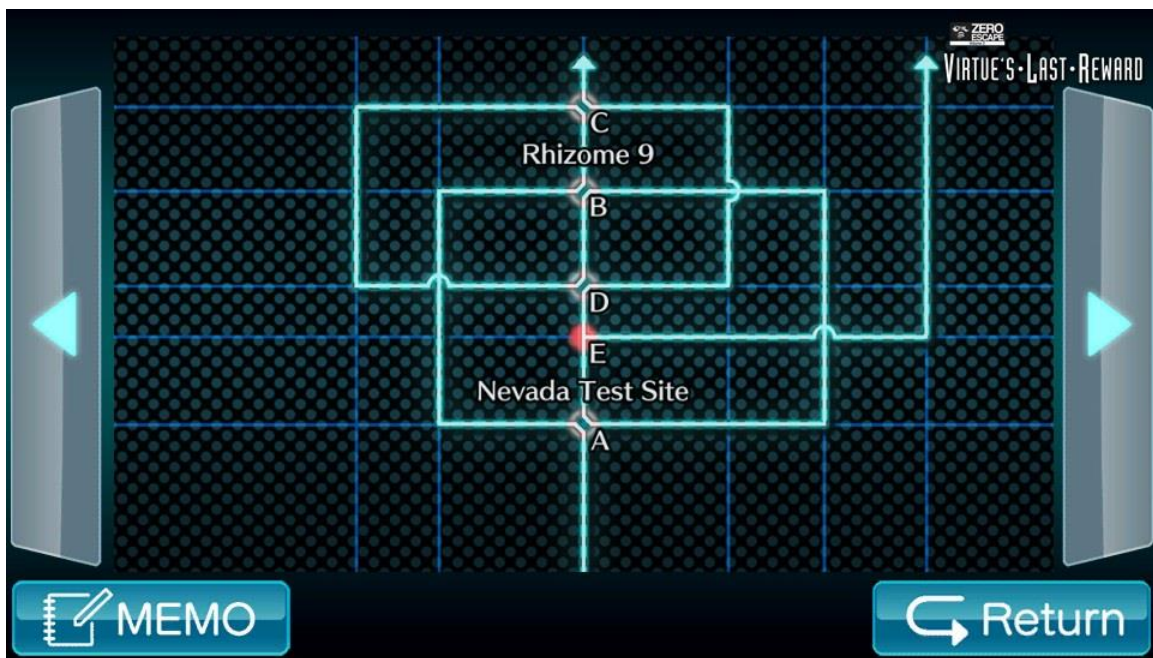 ZERO
ESCAPE
VIRTUE'S·LAST·REWARD
C
Rhizome 9
B
D
E
Nevada Test Site
A
MEMO
Return